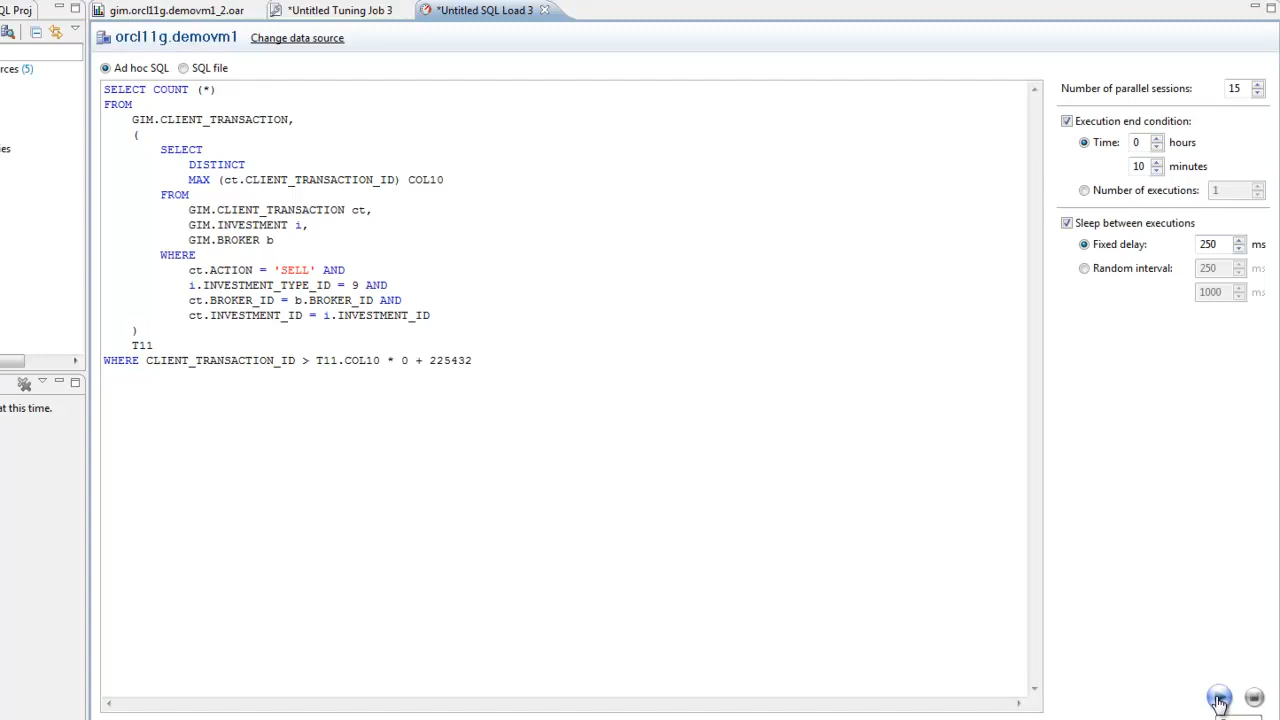 QL Proj
gim.orcl11g.demovm1_2.oar
*Untitled Tuning Job 3
*Untitled SQL Load 3
orcl11g.demovm1
Change data source
rces (5)
ies
at this time.
Ad hoc SQL
SQL file
SELECT COUNT (*)
FROM
GIM.CLIENT_TRANSACTION,
(
SELECT
DISTINCT
MAX (ct.CLIENT_TRANSACTION_ID) COL10
FROM
GIM.CLIENT_TRANSACTION ct,
GIM.INVESTMENT i,
GIM.BROKER b
WHERE
ct.ACTION = 'SELL' AND
i.INVESTMENT_TYPE_ID = 9 AND
ct.BROKER_ID = b.BROKER_ID AND
ct.INVESTMENT_ID = i.INVESTMENT_ID
)
T11
WHERE CLIENT_TRANSACTION_ID > T11.COL10 * 0 + 225432
Number of parallel sessions: 15
Execution end condition:
Time: 0 hours
10 minutes
Number of executions: 1
Sleep between executions
Fixed delay: 250 ms
Random interval: 250 ms
1000 ms